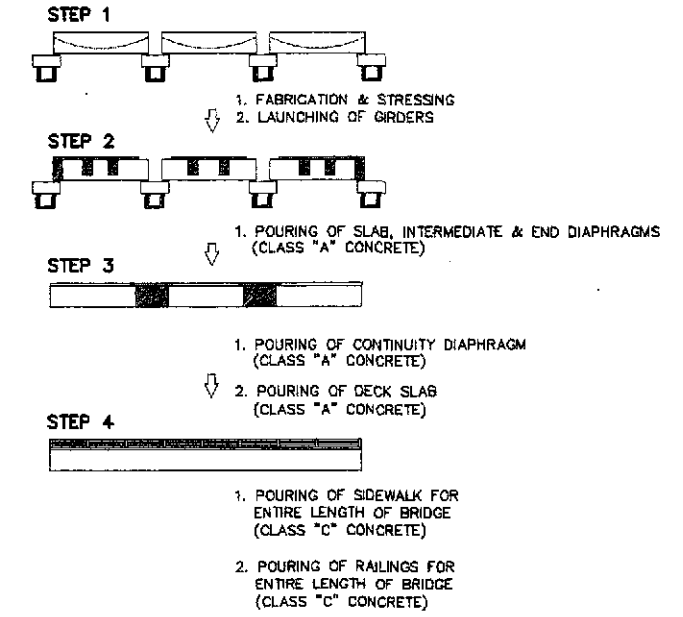 STEP 1
1. FABRICATION & STRESSING
2. LAUNCHING OF GIRDERS
STEP 2
1. POURING OF SLAB, INTERMEDIATE & END DIAPHRAGMS
(CLASS "A" CONCRETE)
STEP 3
1. POURING OF CONTINUITY DIAPHRAGM
(CLASS "A" CONCRETE)
2. POURING OF DECK SLAB
(CLASS "A" CONCRETE)
STEP 4
1. POURING OF SIDEWALK FOR
ENTIRE LENGTH OF BRIDGE
(CLASS "C" CONCRETE)
2. POURING OF RAILINGS FOR
ENTIRE LENGTH OF BRIDGE
(CLASS "C" CONCRETE)